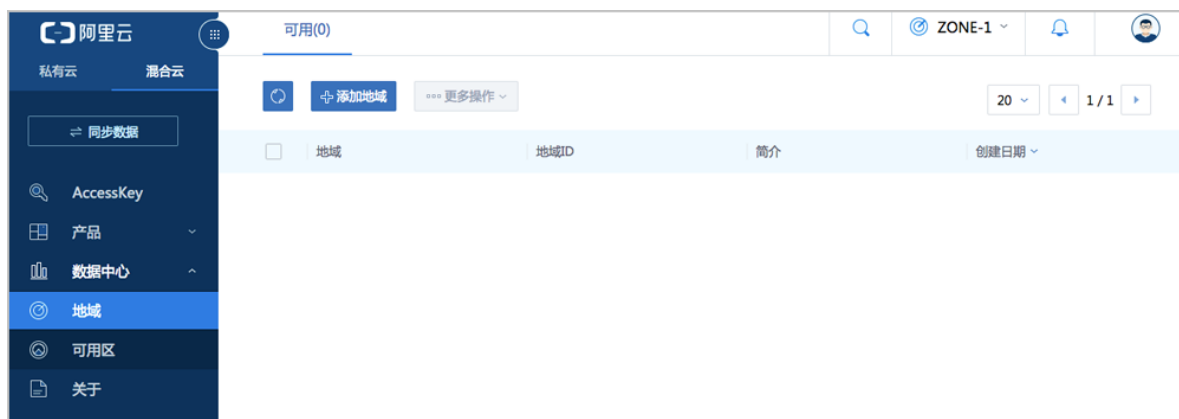 阿里云
可用(0)
ZONE-1
私有云 混合云
添加地域 更多操作
20 1 / 1
同步数据
地域 地域ID 简介 创建日期
AccessKey
产品
数据中心
地域
可用区
关于